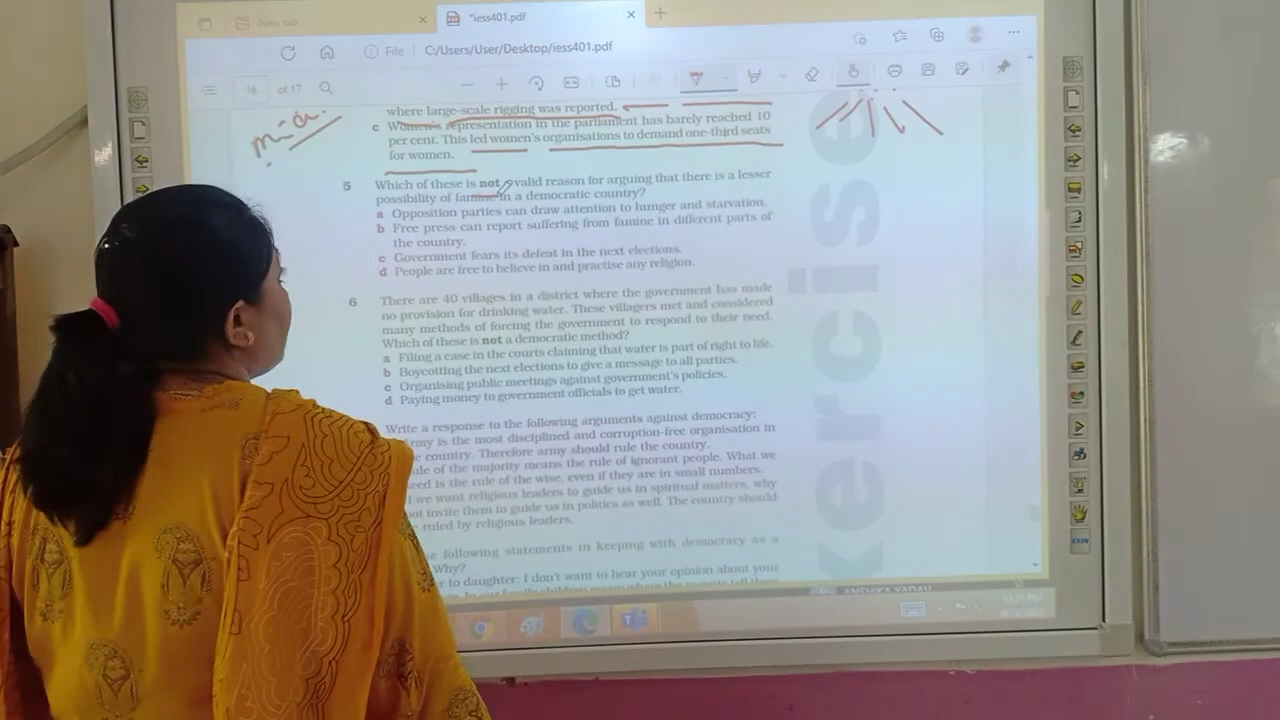 New tab
*iess401.pdf
File C:/Users/User/Desktop/iess401.pdf
16 of 17
where large-scale rigging was reported.
c Women's representation in the parliament has barely reached 10
per cent. This led women's organisations to demand one-third seats
for women.
5 Which of these is not valid reason for arguing that there is a lesser
possibility of famine in a democratic country?
a Opposition parties can draw attention to hunger and starvation.
b Free press can report suffering from famine in different parts of
the country.
c Government fears its defeat in the next elections.
d People are free to believe in and practise any religion.
6 There are 40 villages in a district where the government has made
no provision for drinking water. These villagers met and considered
many methods of forcing the government to respond to their need.
Which of these is not a democratic method?
a Filing a case in the courts claiming that water is part of right to life.
b Boycotting the next elections to give a message to all parties.
c Organising public meetings against government's policies.
d Paying money to government officials to get water.
Write a response to the following arguments against democracy:
rmy is the most disciplined and corruption-free organisation in
e country. Therefore army should rule the country.
ule of the majority means the rule of ignorant people. What we
eed is the rule of the wise, even if they are in small numbers.
f we want religious leaders to guide us in spiritual matters, why
not invite them to guide us in politics as well. The country should
ruled by religious leaders.
e following statements in keeping with democracy as a
Why?
r to daughter: I don't want to hear your opinion about your
kercise